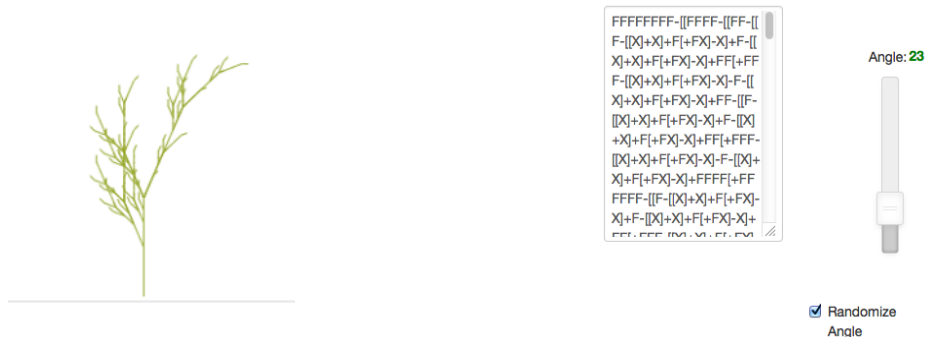 FFFFFFFF-[[FFFF-[[FF-[[
F-[[X]+X]+F[+FX]-X]+F-[[
X]+X]+F[+FX]-X]+FF[+FF
F-[[X]+X]+F[+FX]-X]-F-[[
X]+X]+F[+FX]-X]+FF-[[F-
[[X]+X]+F[+FX]-X]+F-[[X]
+X]+F[+FX]-X]+FF[+FFF-
[[X]+X]+F[+FX]-X]-F-[[X]+
X]+F[+FX]-X]+FFFF[+FF
FFFF-[[F-[[X]+X]+F[+FX]-
X]+F-[[X]+X]+F[+FX]-X]+
Angle: 23
Randomize
Angle